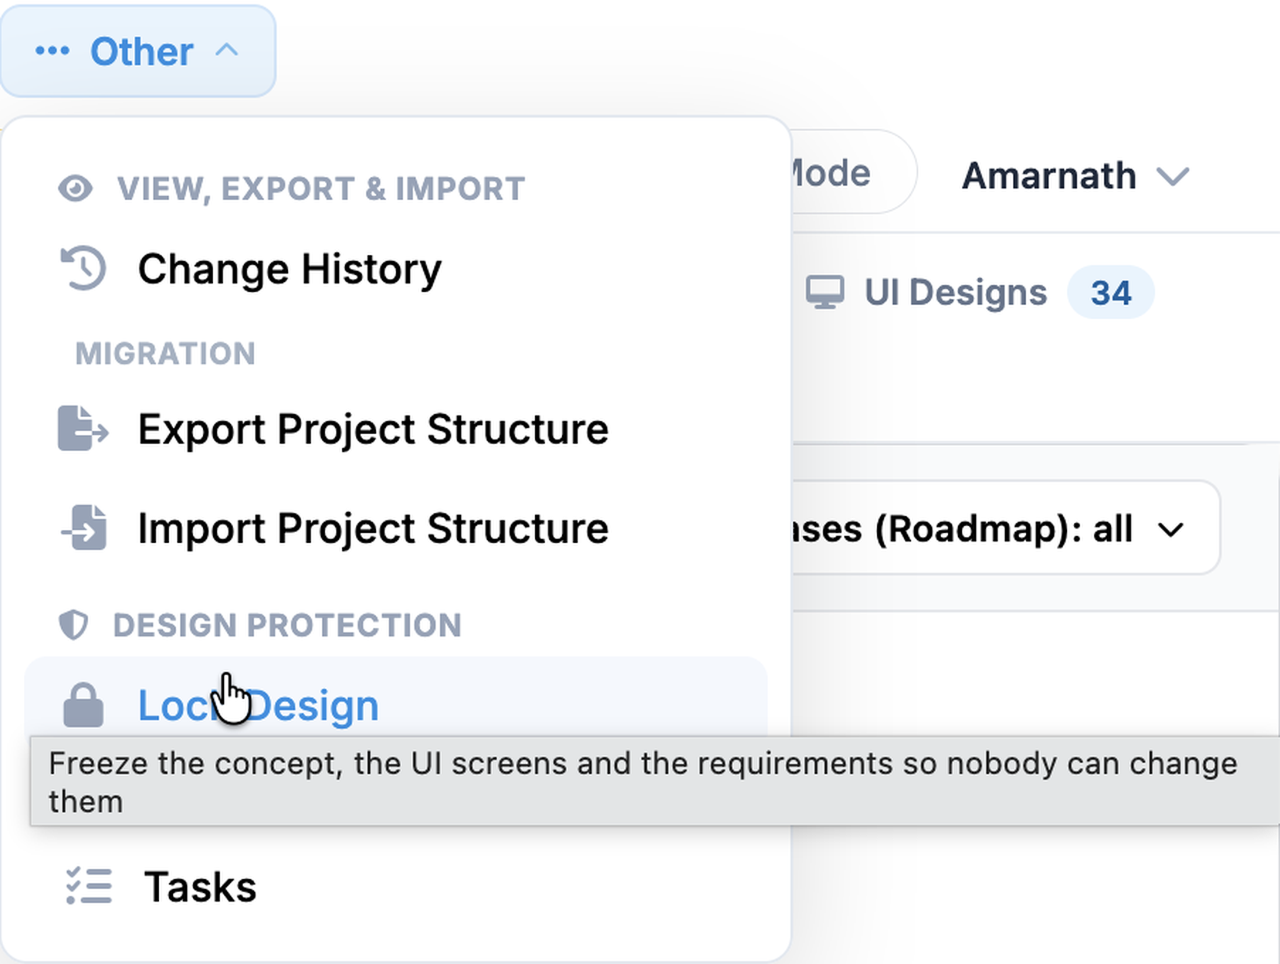 Other
VIEW, EXPORT & IMPORT
Change History
MIGRATION
Export Project Structure
Import Project Structure
DESIGN PROTECTION
Lock Design
Freeze the concept, the UI screens and the requirements so nobody can change
them
Tasks
Mode
Amarnath
UI Designs 34
(Roadmap): all